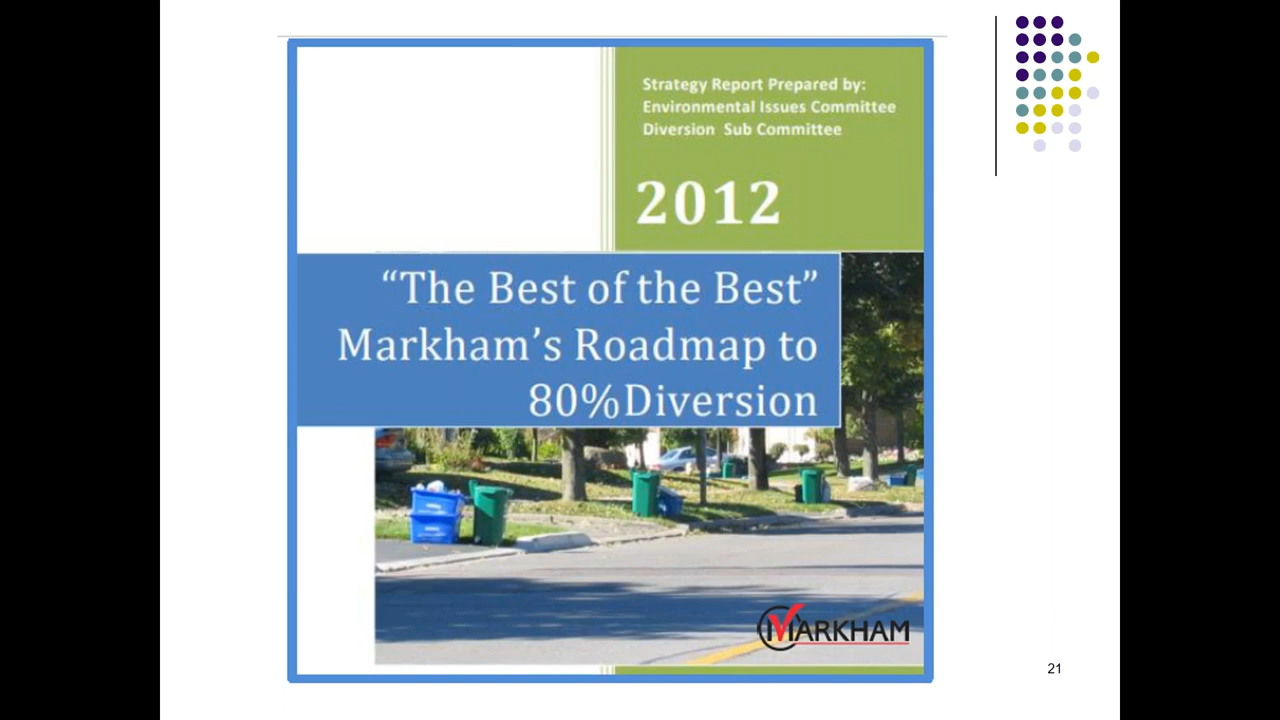 Strategy Report Prepared by:
Environmental Issues Committee
Diversion  Sub Committee
2012
“The Best of the Best”
Markham’s Roadmap to
80%Diversion
MARKHAM
21